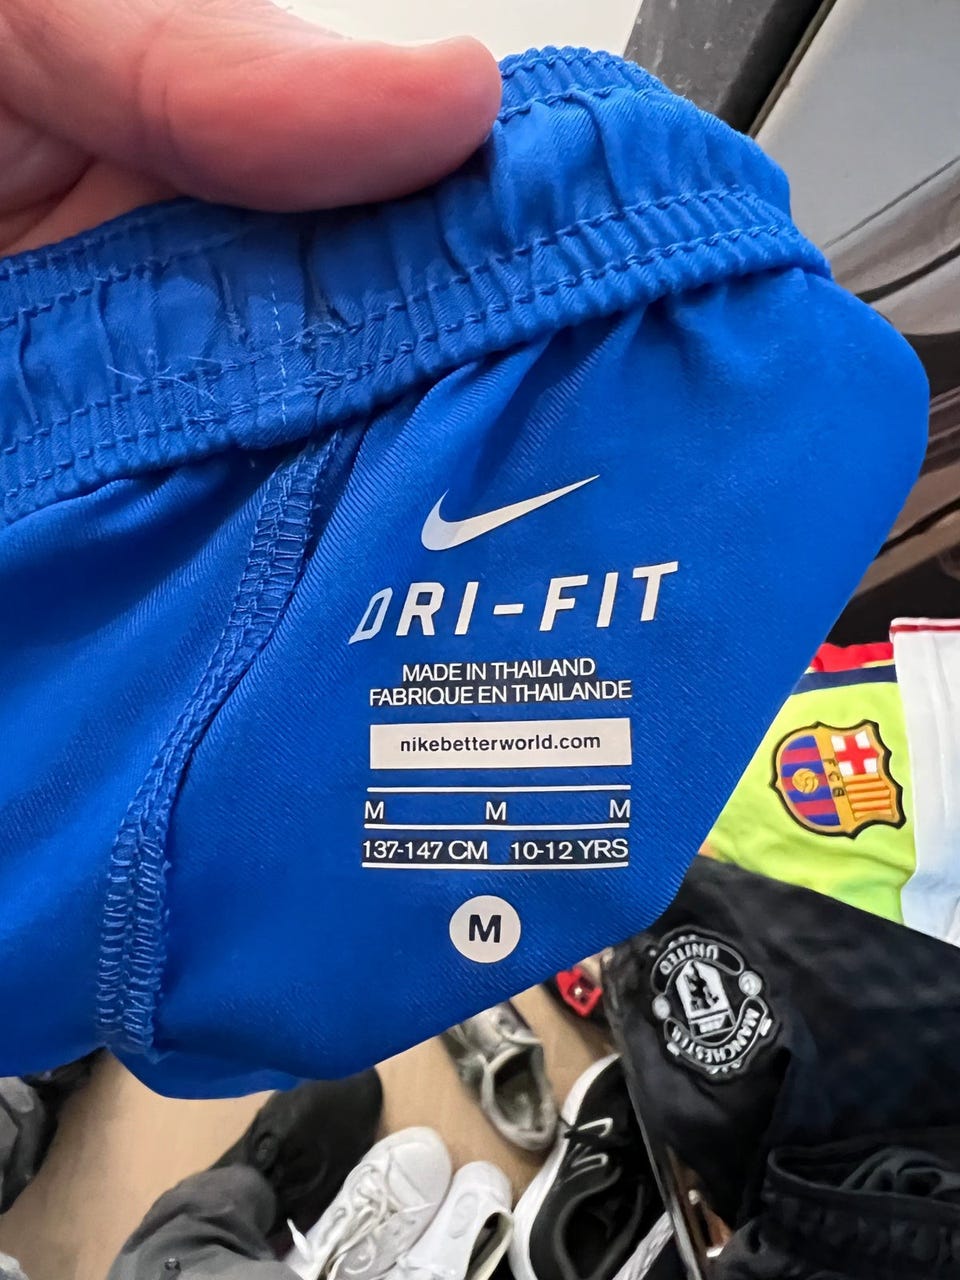 DRI-FIT
MADE IN THAILAND
FABRIQUE EN THAILANDE
nikebetterworld.com
M M M
137-147 CM 10-12 YRS
M
FCB
MANCHESTER
UNITED